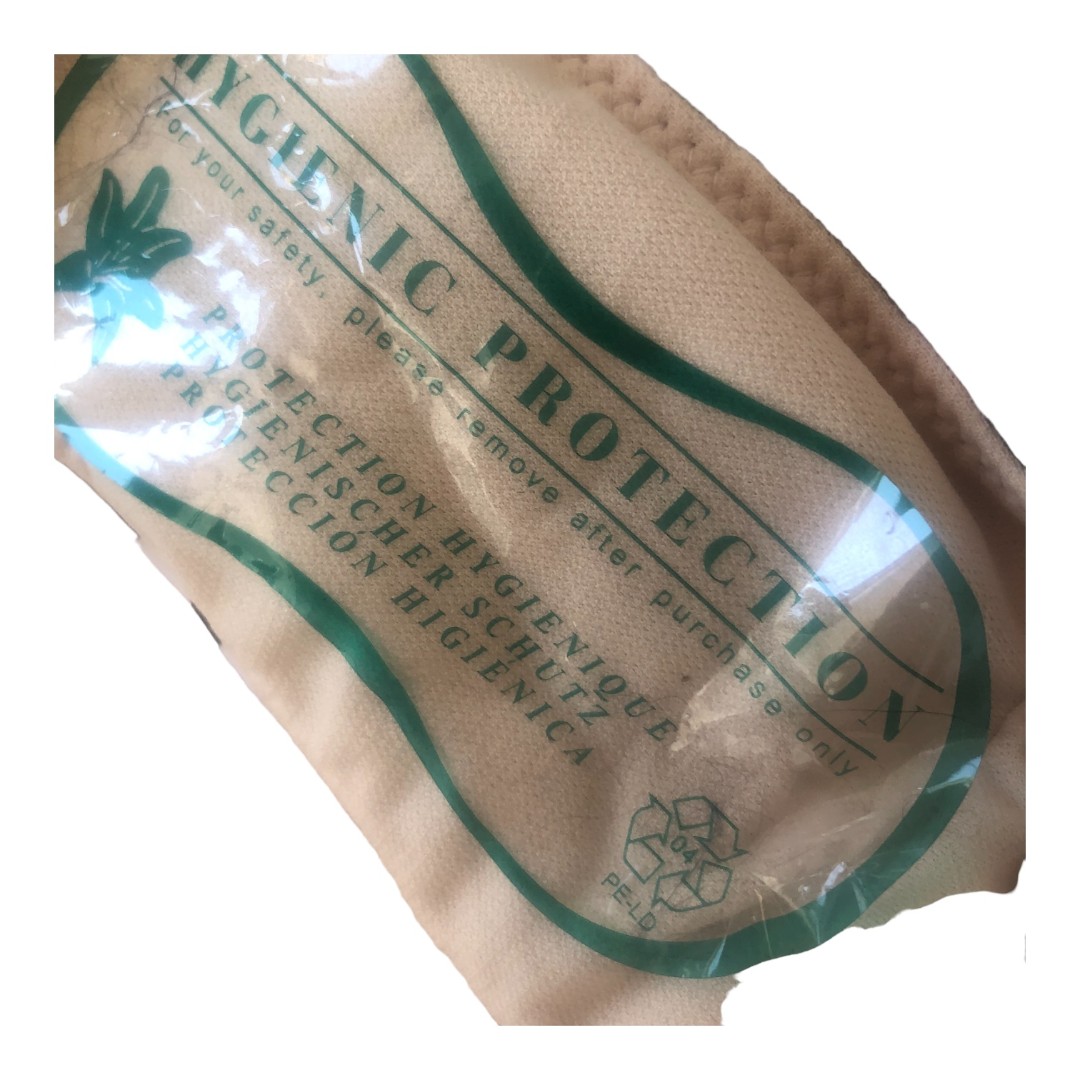 HYGIENIC PROTECTION
For your safety, please remove after purchase only
PROTECTION HYGIENIQUE
HYGIENISCHER SCHUTZ
PROTECCIÓN HIGIÉNICA
04
PE-LD